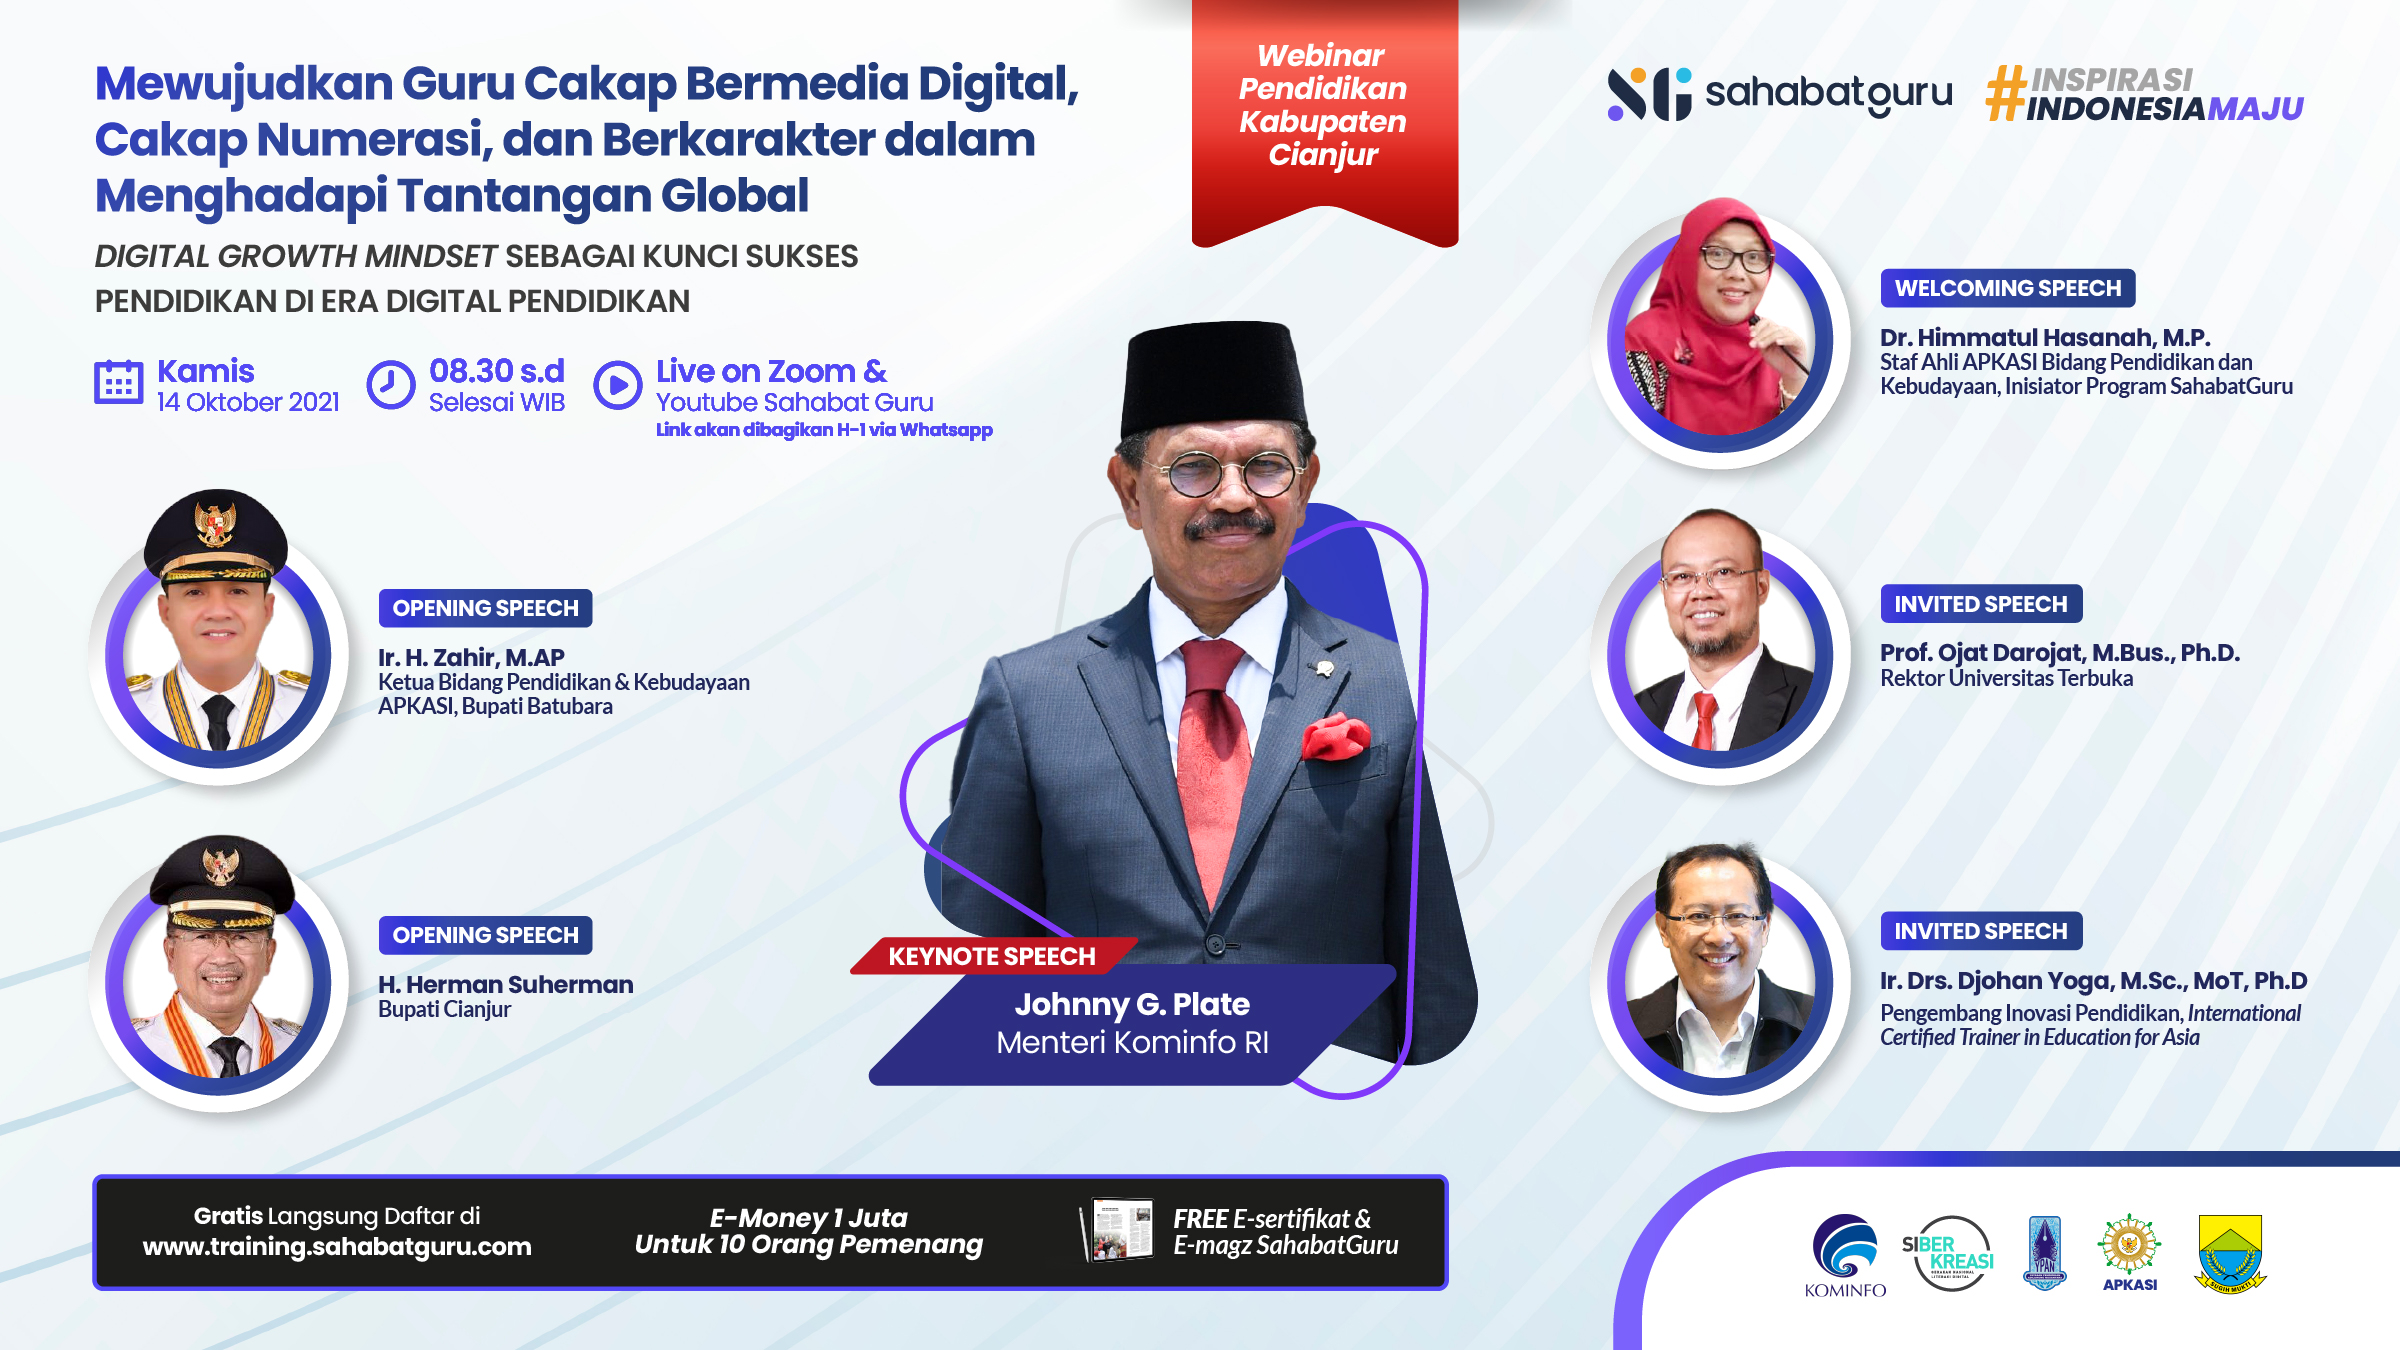 Mewujudkan Guru Cakap Bermedia Digital,
Cakap Numerasi, dan Berkarakter dalam
Menghadapi Tantangan Global
DIGITAL GROWTH MINDSET SEBAGAI KUNCI SUKSES
PENDIDIKAN DI ERA DIGITAL PENDIDIKAN
Kamis
14 Oktober 2021
08.30 s.d
Selesai WIB
Live on Zoom &
Youtube Sahabat Guru
Link akan dibagikan H-1 via Whatsapp
Webinar
Pendidikan
Kabupaten
Cianjur
sahabatguru
#INSPIRASI
INDONESIAMAJU
OPENING SPEECH
Ir. H. Zahir, M.AP
Ketua Bidang Pendidikan & Kebudayaan
APKASI, Bupati Batubara
OPENING SPEECH
H. Herman Suherman
Bupati Cianjur
KEYNOTE SPEECH
Johnny G. Plate
Menteri Kominfo RI
WELCOMING SPEECH
Dr. Himmatul Hasanah, M.P.
Staf Ahli APKASI Bidang Pendidikan dan
Kebudayaan, Inisiator Program SahabatGuru
INVITED SPEECH
Prof. Ojat Darojat, M.Bus., Ph.D.
Rektor Universitas Terbuka
INVITED SPEECH
Ir. Drs. Djohan Yoga, M.Sc., MoT, Ph.D
Pengembang Inovasi Pendidikan, International
Certified Trainer in Education for Asia
Gratis Langsung Daftar di
www.training.sahabatguru.com
E-Money 1 Juta
Untuk 10 Orang Pemenang
FREE E-sertifikat &
E-magz SahabatGuru
KOMINFO
SIBER
KREASI
GERAKAN NASIONAL
LITERASI DIGITAL
YPAN
APKASI
SUGIH MUKTI